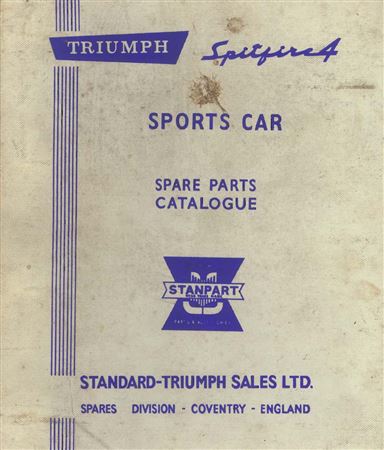 TRIUMPH Spitfire 4
SPORTS CAR
SPARE PARTS
CATALOGUE
STANPART
STANDARD-TRIUMPH SALES LTD.
SPARES DIVISION - COVENTRY - ENGLAND